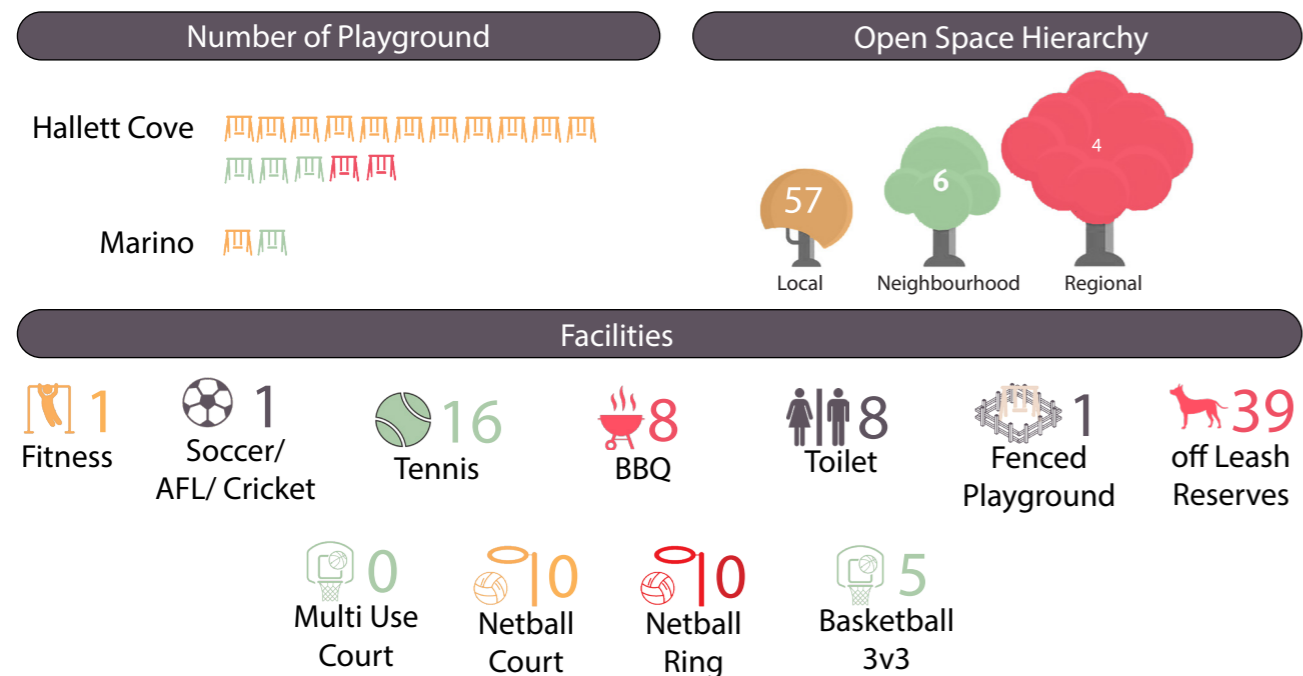 Number of Playground
Open Space Hierarchy
Hallett Cove
Marino
57
6
4
Local
Neighbourhood
Regional
Facilities
1
Fitness
1
Soccer/
AFL/ Cricket
16
Tennis
8
BBQ
8
Toilet
1
Fenced
Playground
39
off Leash
Reserves
0
Multi Use
Court
0
Netball
Court
0
Netball
Ring
5
Basketball
3v3